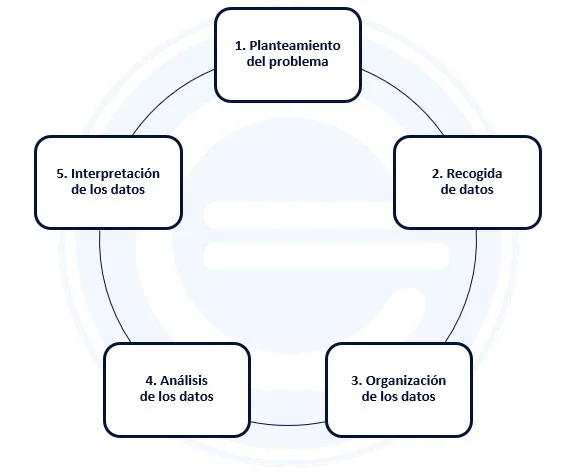 1. Planteamiento
del problema
2. Recogida
de datos
3. Organización
de los datos
4. Análisis
de los datos
5. Interpretación
de los datos